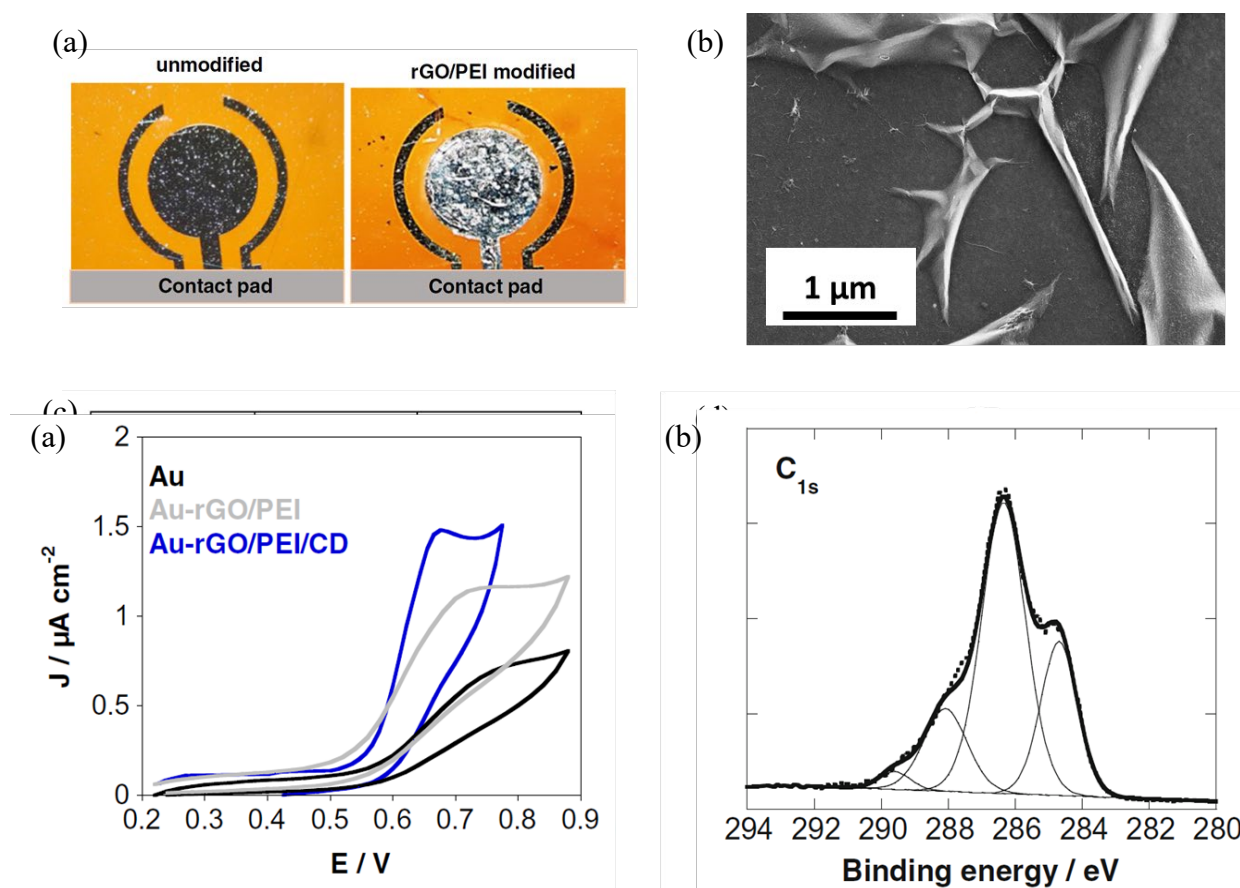 (a)
(b)
unmodified
rGO/PEI modified
Contact pad
Contact pad
1 µm
(a)
(b)
2
1.5
1
0.5
0
J / µA cm-2
Au
Au-rGO/PEI
Au-rGO/PEI/CD
0.2 0.3 0.4 0.5 0.6 0.7 0.8 0.9
E / V
C1s
294 292 290 288 286 284 282 280
Binding energy / eV